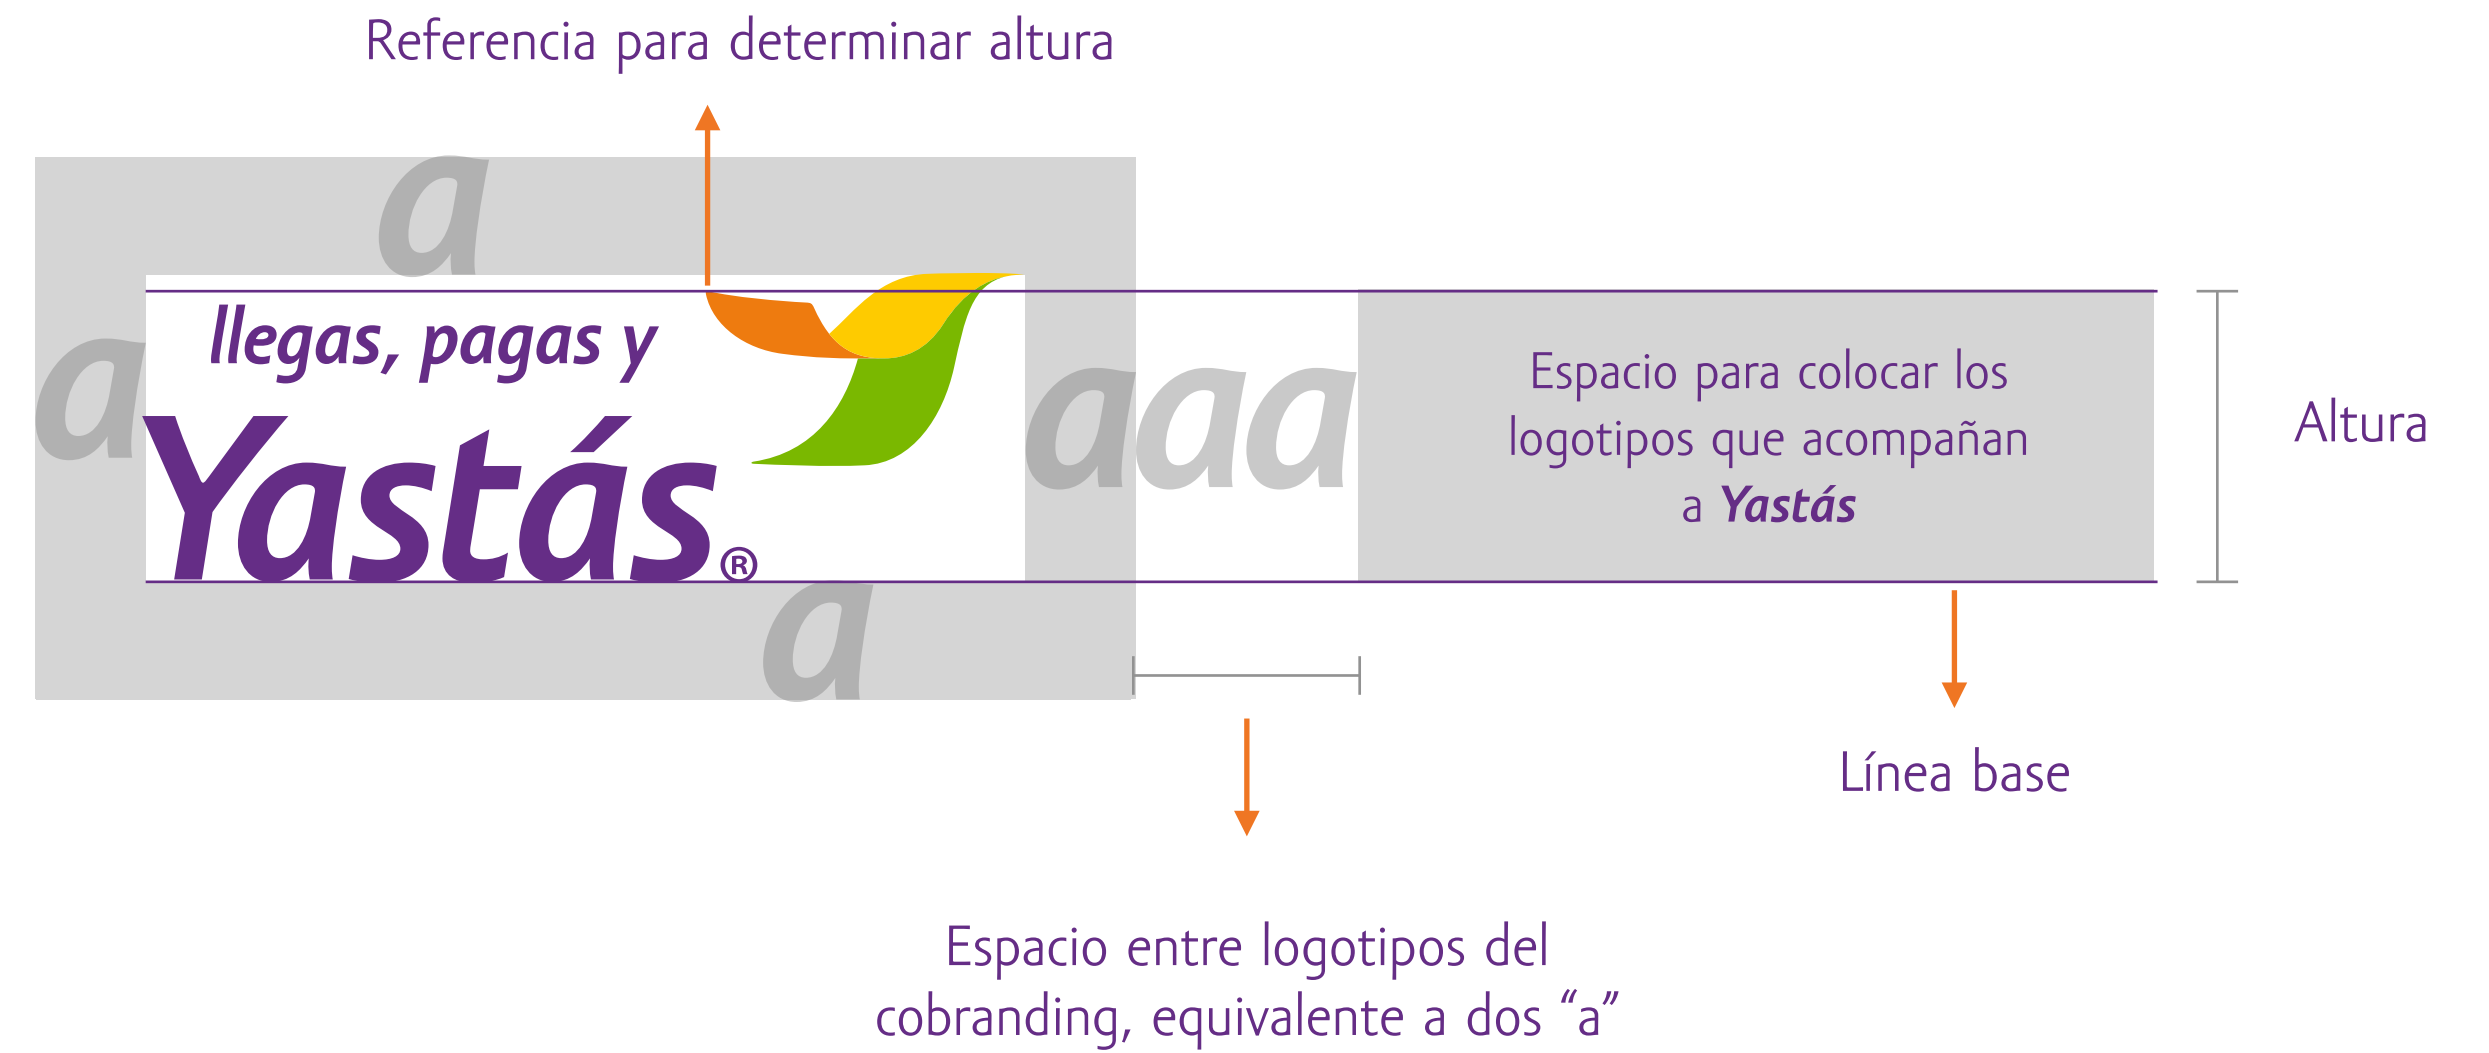 Referencia para determinar altura
a
llegas, pagas y
a
Yastás®
aaa
Espacio para colocar los
logotipos que acompañan
a Yastás
Altura
a
Línea base
Espacio entre logotipos del
cobranding, equivalente a dos “a”